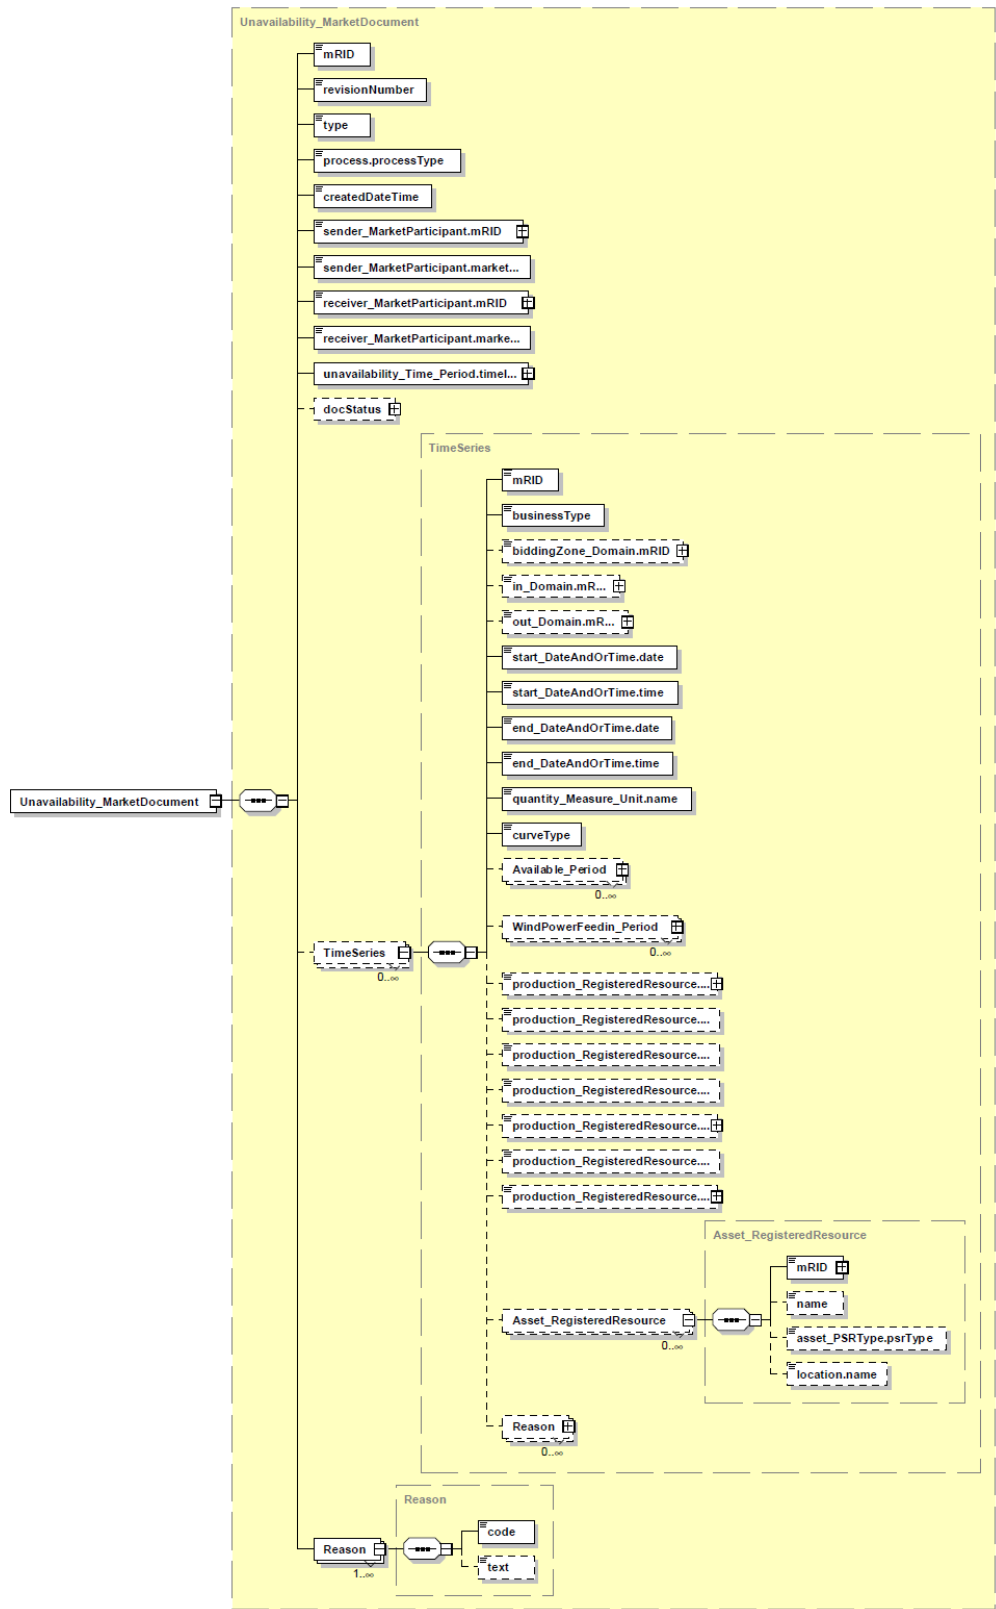 Unavailability_MarketDocument
mRID
revisionNumber
type
process.processType
createdDateTime
sender_MarketParticipant.mRID
sender_MarketParticipant.market...
receiver_MarketParticipant.mRID
receiver_MarketParticipant.marke...
unavailability_Time_Period.timeI...
docStatus
TimeSeries
mRID
businessType
biddingZone_Domain.mRID
in_Domain.mR...
out_Domain.mR...
start_DateAndOrTime.date
start_DateAndOrTime.time
end_DateAndOrTime.date
end_DateAndOrTime.time
Unavailability_MarketDocument
quantity_Measure_Unit.name
curveType
Available_Period
0..∞
WindPowerFeedin_Period
0..∞
TimeSeries
0..∞
production_RegisteredResource....
production_RegisteredResource....
production_RegisteredResource....
production_RegisteredResource....
production_RegisteredResource....
production_RegisteredResource....
production_RegisteredResource....
Asset_RegisteredResource
mRID
name
Asset_RegisteredResource
0..∞
asset_PSRType.psrType
location.name
Reason
0..∞
Reason
code
Reason
1..∞
text